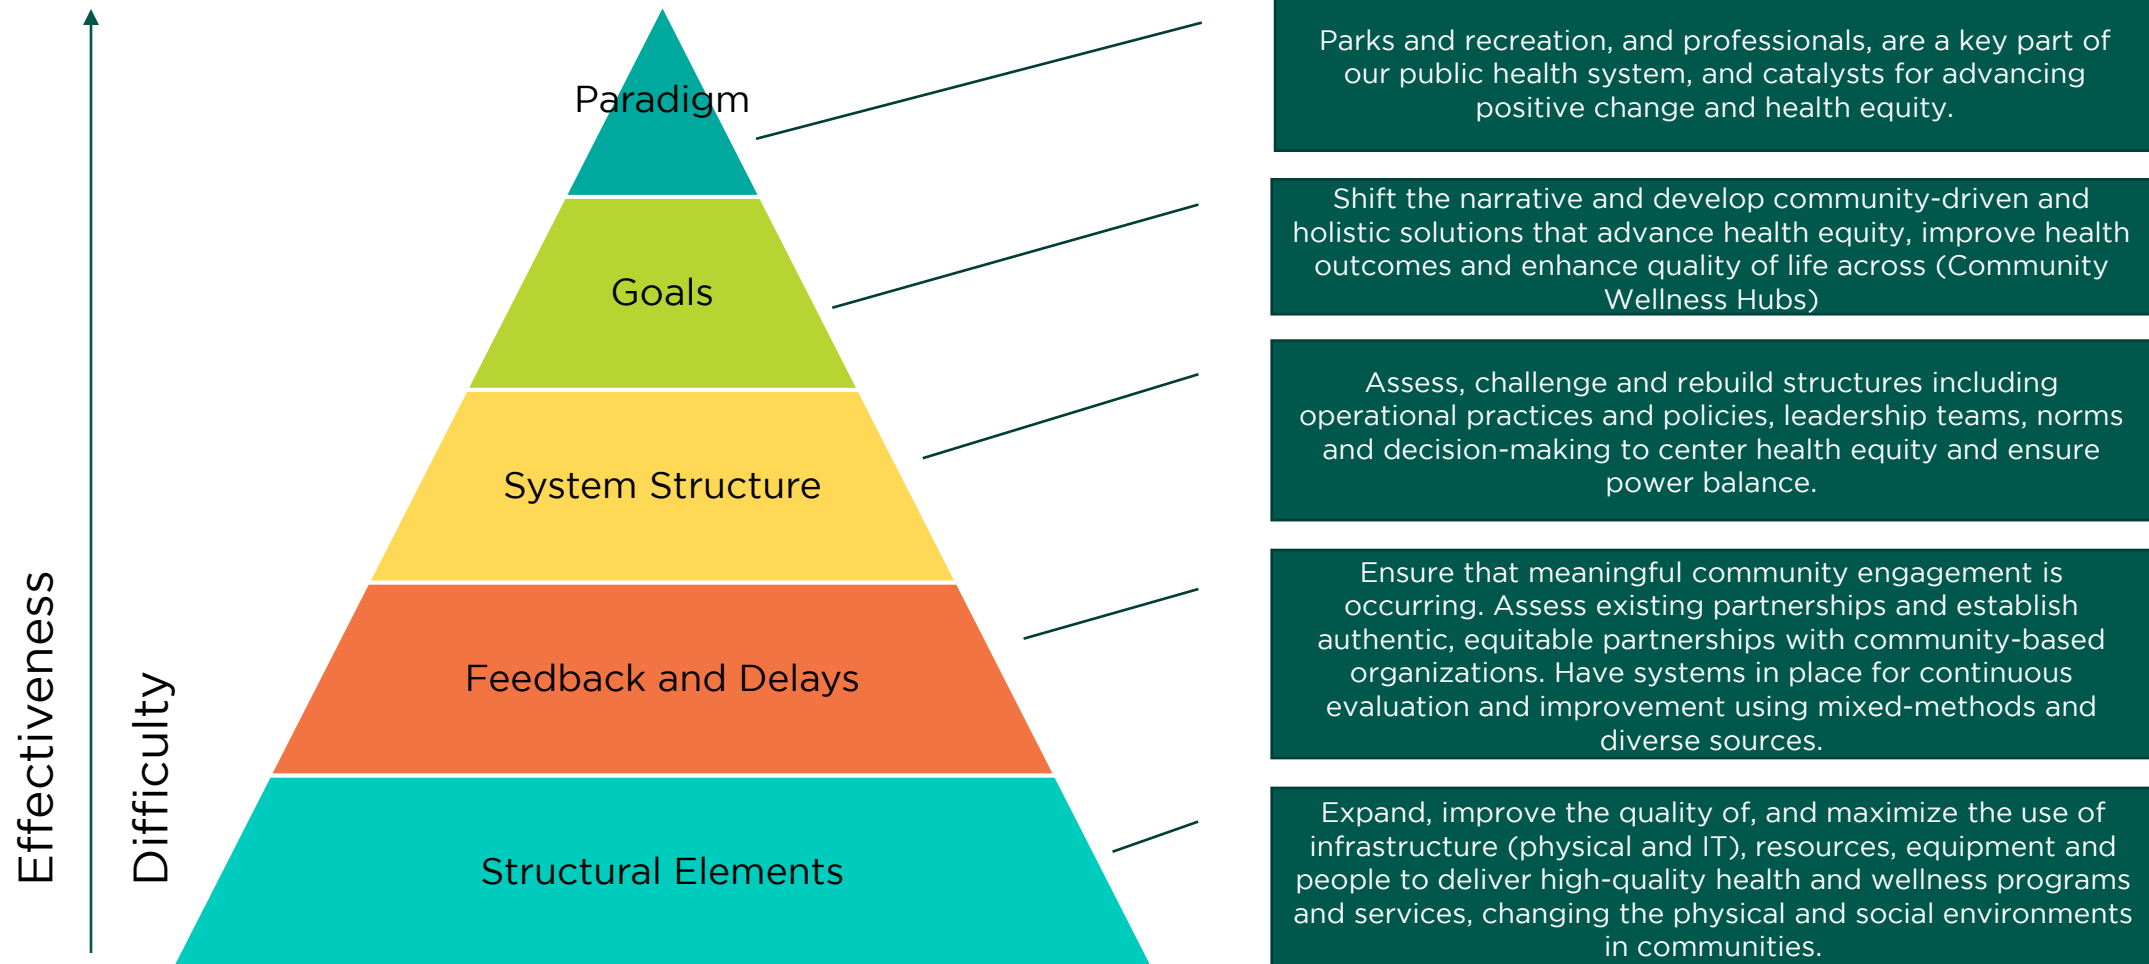 Effectiveness
Difficulty
Paradigm
Goals
System Structure
Feedback and Delays
Structural Elements
Parks and recreation, and professionals, are a key part of
our public health system, and catalysts for advancing
positive change and health equity.
Shift the narrative and develop community-driven and
holistic solutions that advance health equity, improve health
outcomes and enhance quality of life across (Community
Wellness Hubs)
Assess, challenge and rebuild structures including
operational practices and policies, leadership teams, norms
and decision-making to center health equity and ensure
power balance.
Ensure that meaningful community engagement is
occurring. Assess existing partnerships and establish
authentic, equitable partnerships with community-based
organizations. Have systems in place for continuous
evaluation and improvement using mixed-methods and
diverse sources.
Expand, improve the quality of, and maximize the use of
infrastructure (physical and IT), resources, equipment and
people to deliver high-quality health and wellness programs
and services, changing the physical and social environments
in communities.